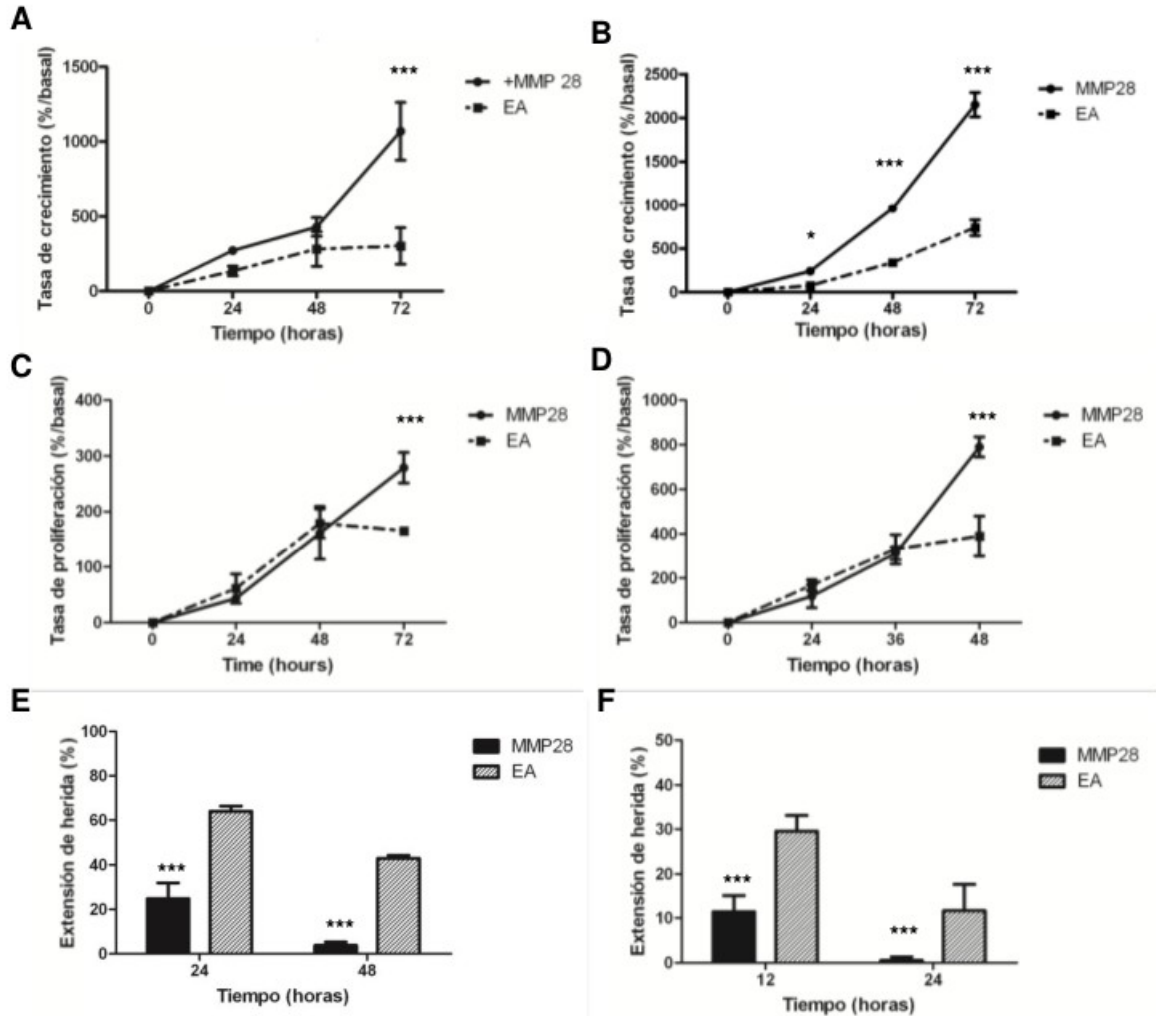 A
Tasa de crecimiento (%/basal)
1500
1000
500
0
***
+MMP 28
EA
0 24 48 72
Tiempo (horas)
B
Tasa de crecimiento (%/basal)
2500
2000
1500
1000
500
0
*
***
***
MMP28
EA
0 24 48 72
Tiempo (horas)
C
Tasa de proliferación (%/basal)
400
300
200
100
0
***
MMP28
EA
0 24 48 72
Time (hours)
D
Tasa de proliferación (%/basal)
1000
800
600
400
200
0
***
MMP28
EA
0 24 36 48
Tiempo (horas)
E
Extensión de herida (%)
100
80
60
40
20
0
***
***
MMP28
EA
24 48
Tiempo (horas)
F
Extensión de herida (%)
50
40
30
20
10
0
***
***
MMP28
EA
12 24
Tiempo (horas)